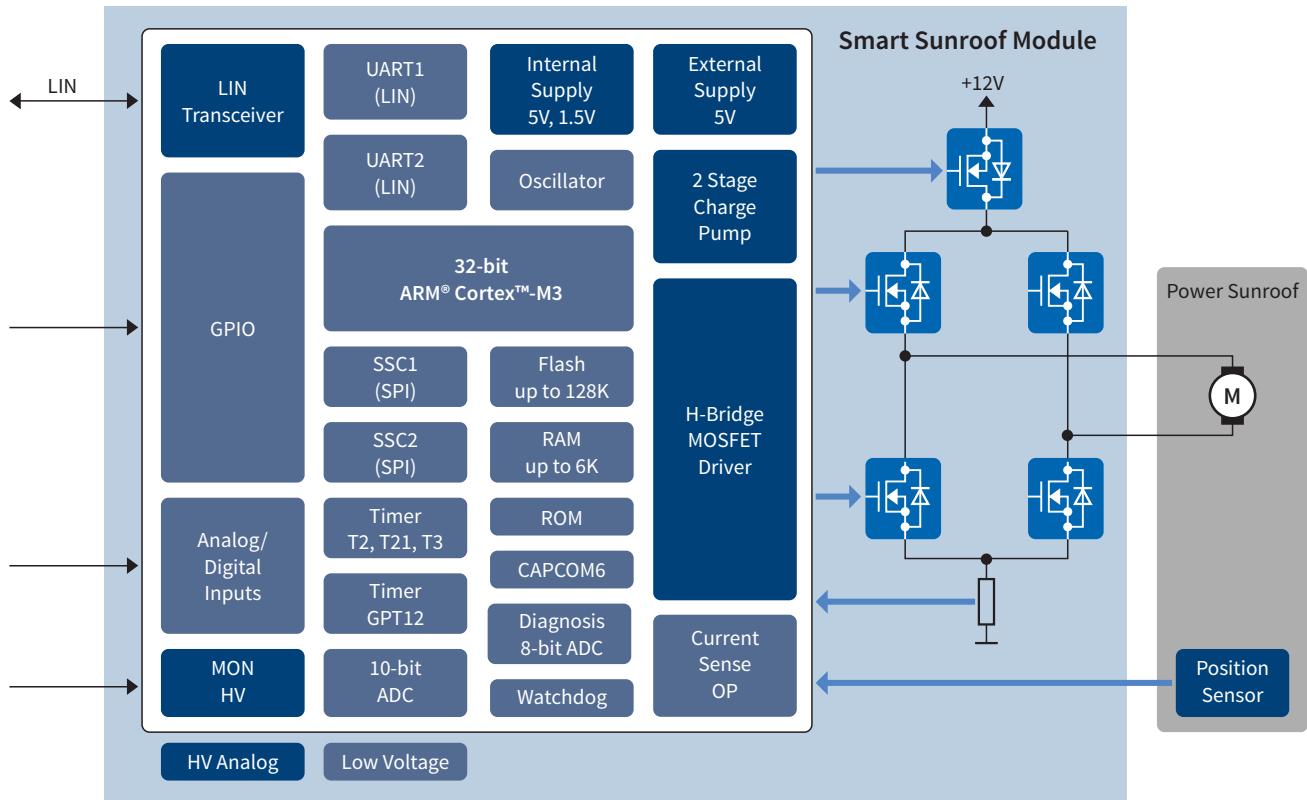 Smart Sunroof Module
LIN
LIN
Transceiver
UART1
(LIN)
Internal
Supply
5V, 1.5V
External
Supply
5V
+12V
UART2
(LIN)
Oscillator
2 Stage
Charge
Pump
GPIO
32-bit
ARM® Cortex™-M3
H-Bridge
MOSFET
Driver
Power Sunroof
M
SSC1
(SPI)
Flash
up to 128K
SSC2
(SPI)
RAM
up to 6K
Analog/
Digital
Inputs
Timer
T2, T21, T3
ROM
CAPCOM6
Timer
GPT12
Diagnosis
8-bit ADC
Current
Sense
OP
MON
HV
10-bit
ADC
Watchdog
Position
Sensor
HV Analog
Low Voltage